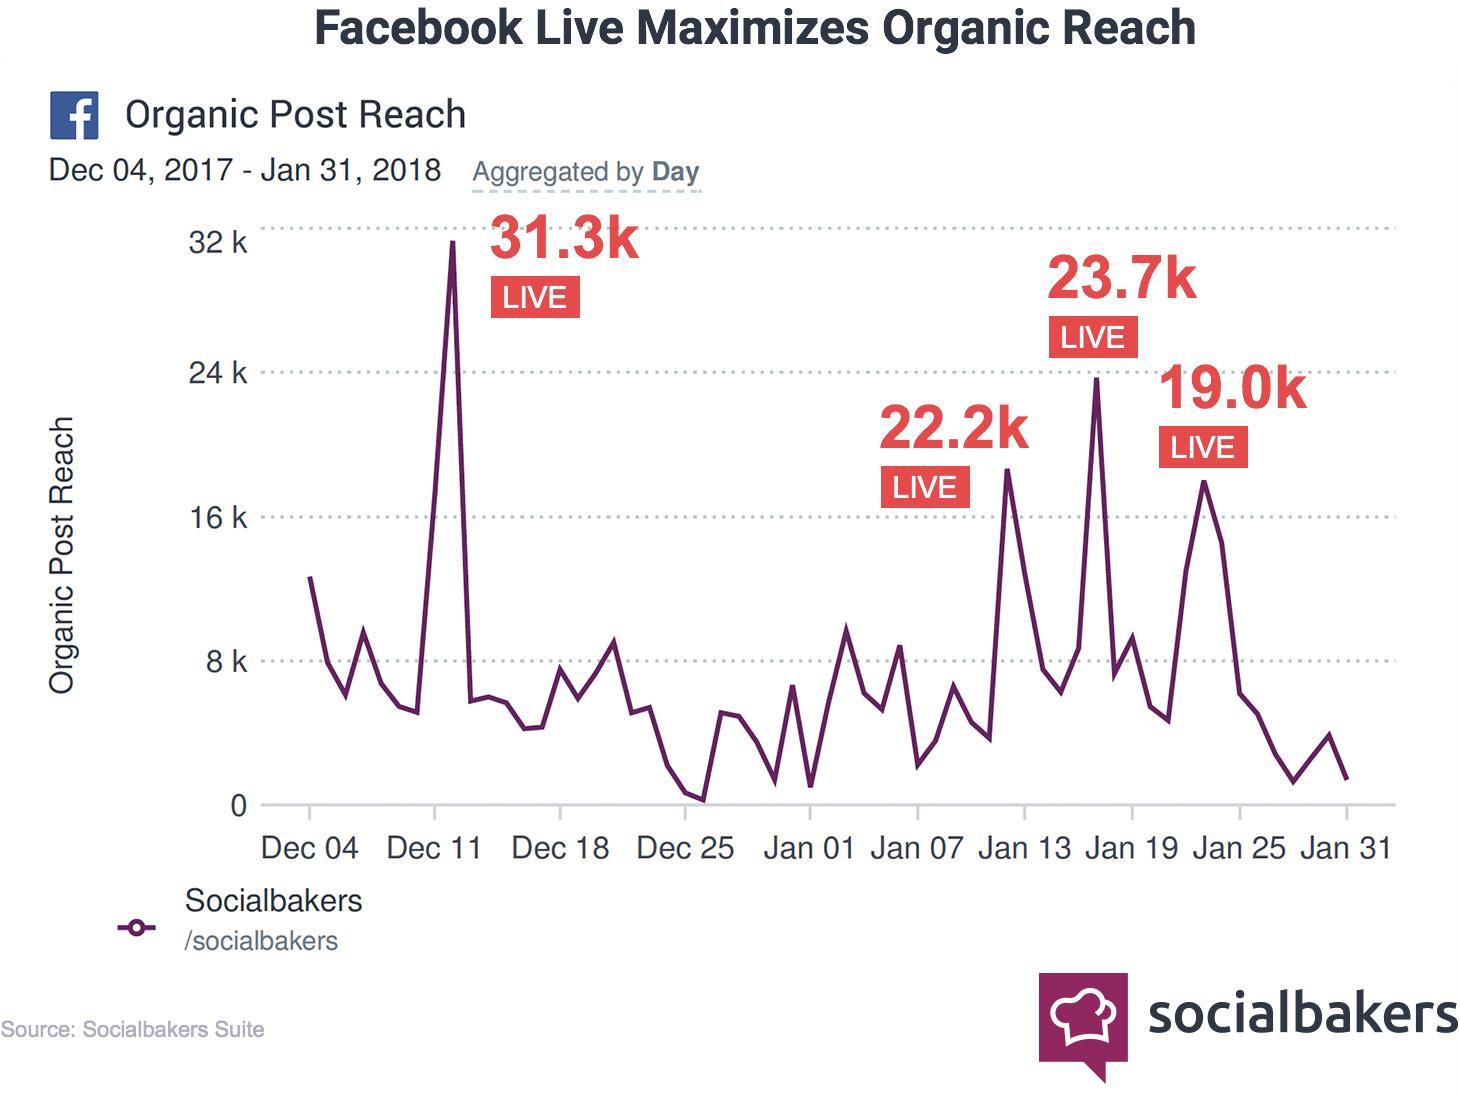 Facebook Live Maximizes Organic Reach
Organic Post Reach
Dec 04, 2017 - Jan 31, 2018 Aggregated by Day
31.3k
LIVE
23.7k
LIVE
19.0k
LIVE
22.2k
LIVE
Organic Post Reach
32 k
24 k
16 k
8 k
0
Dec 04 Dec 11 Dec 18 Dec 25 Jan 01 Jan 07 Jan 13 Jan 19 Jan 25 Jan 31
Socialbakers
/socialbakers
Source: Socialbakers Suite
socialbakers